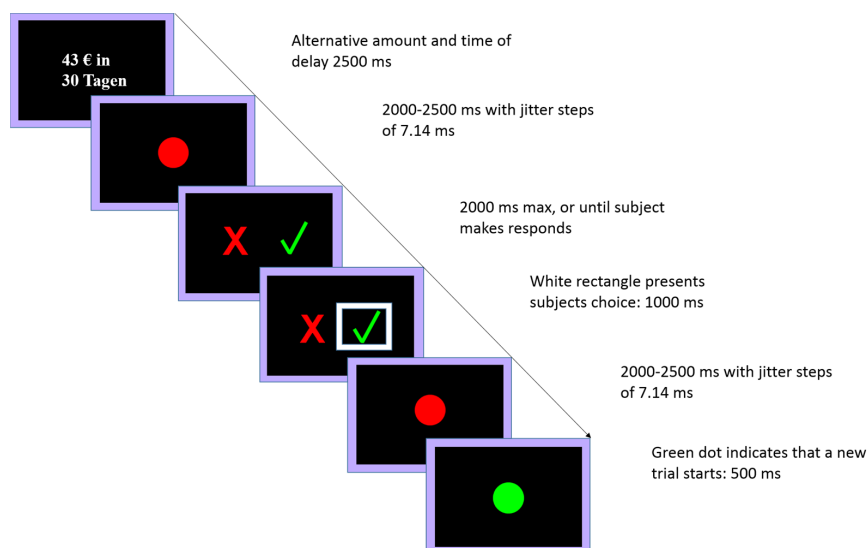 43 € in
30 Tagen
Alternative amount and time of
delay 2500 ms
2000-2500 ms with jitter steps
of 7.14 ms
X
2000 ms max, or until subject
makes responds
X
White rectangle presents
subjects choice: 1000 ms
2000-2500 ms with jitter steps
of 7.14 ms
Green dot indicates that a new
trial starts: 500 ms